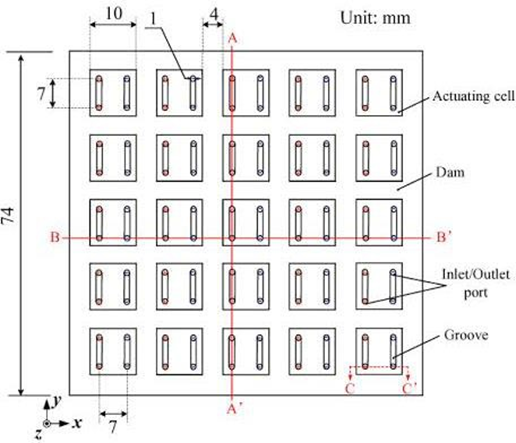 10
1
4
A
Unit: mm
7
Actuating cell
74
Dam
B
B'
Inlet/Outlet
port
Groove
C
C'
A'
y
z
x
7